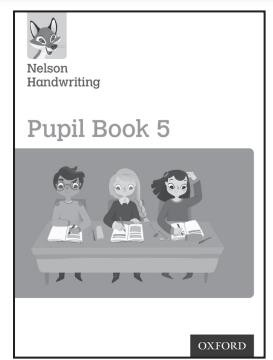 Nelson
Handwriting
Pupil Book 5
OXFORD